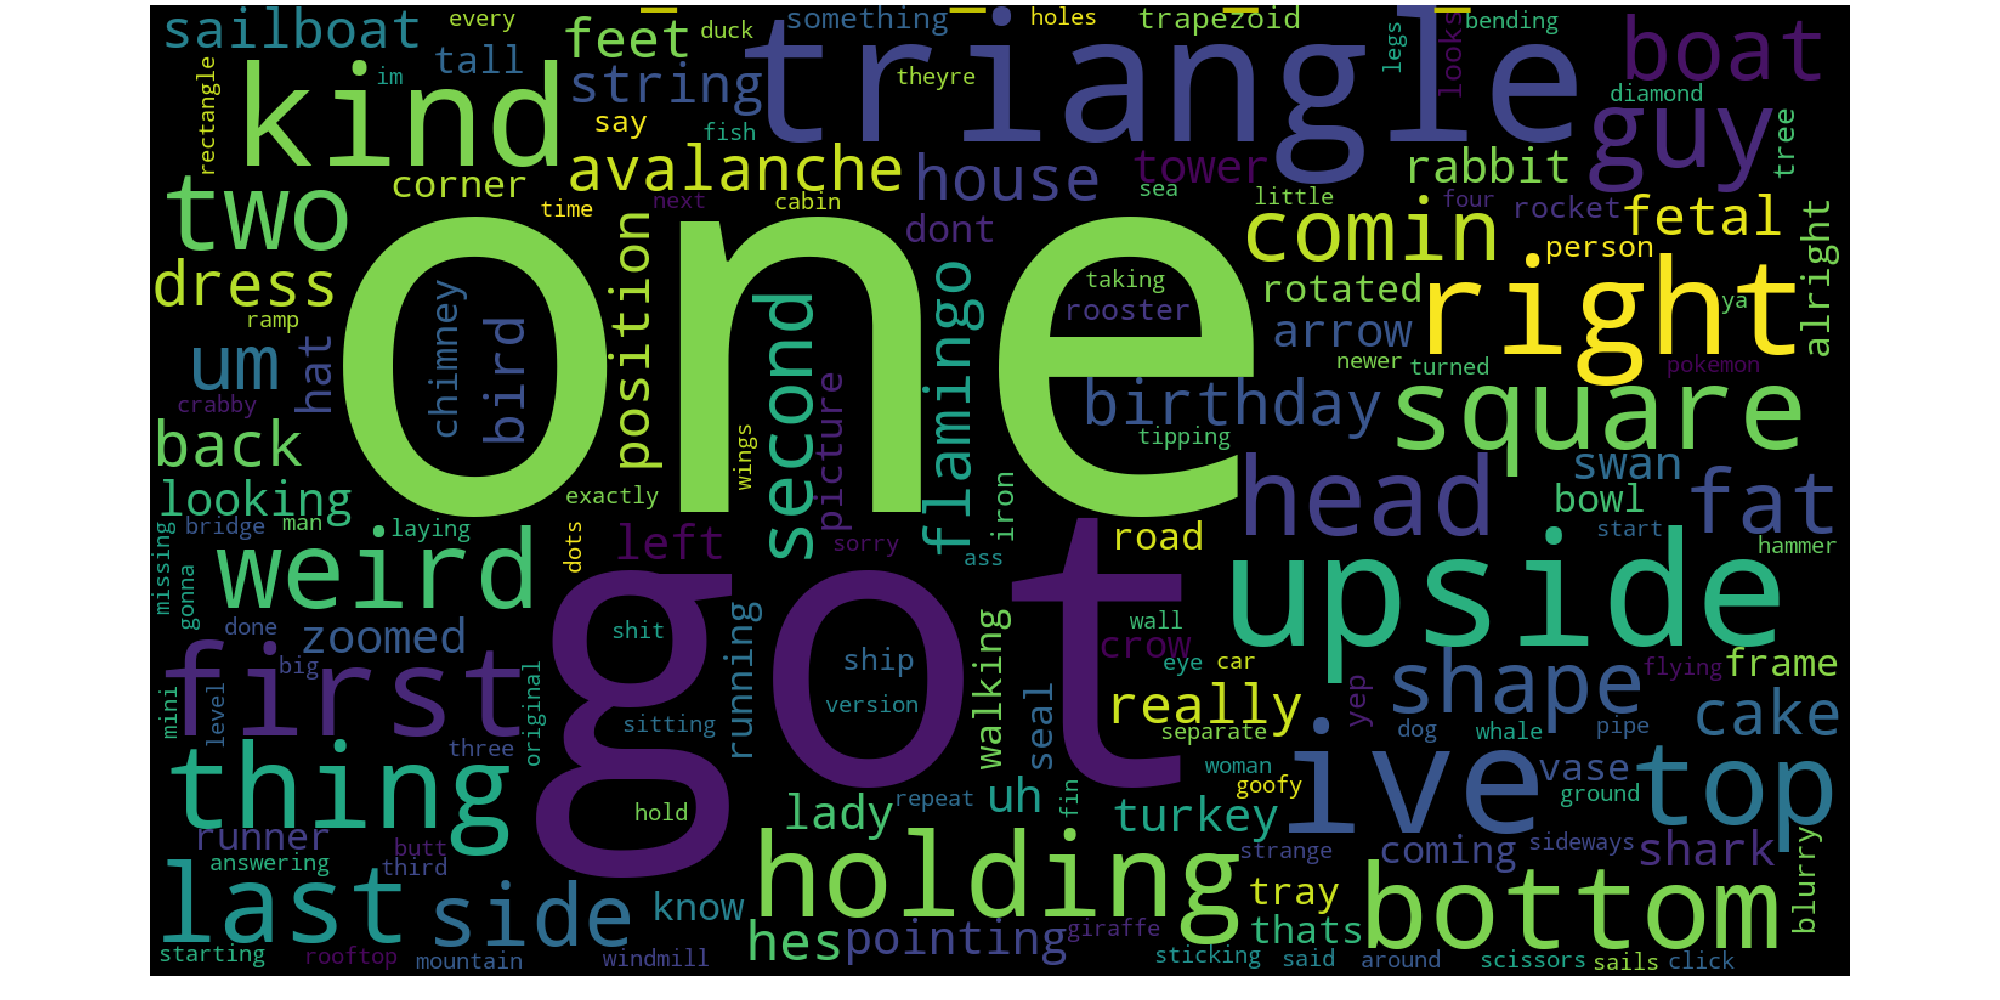 every
something
holes
trapezoid
bending
sailboat
feet
duck
triangle
legs
looks
boat
tall
im
string
theyre
kind
rectangle
diamond
guy
say
fish
tree
avalanche
house
tower
rabbit
two
corner
time
next
cabin
sea
little
four
rocket
fetal
one
position
dont
comin
person
alright
dress
chimney
bird
second
flamingo
taking
rooster
rotated
right
ya
ramp
hat
arrow
newer
turned
pokemon
um
crabby
picture
birthday
square
back
wings
tipping
swan
looking
exactly
iron
head
bowl
fat
bridge
man
laying
dots
left
sorry
ass
road
start
hammer
missing
weird
got
upside
gonna
done
zoomed
shit
running
ship
walking
wall
crow
eye
car
shape
flying
frame
first
big
original
mini
level
sitting
version
seal
really
yep
cake
three
separate
dog
whale
pipe
thing
hold
lady
repeat
uh
fin
woman
goofy
ive
vase
top
ground
turkey
runner
butt
answering
third
holding
strange
coming
sideways
shark
blurry
last
side
know
tray
bottom
hes
pointing
giraffe
thats
starting
rooftop
mountain
windmill
sticking
said
around
scissors
sails
click